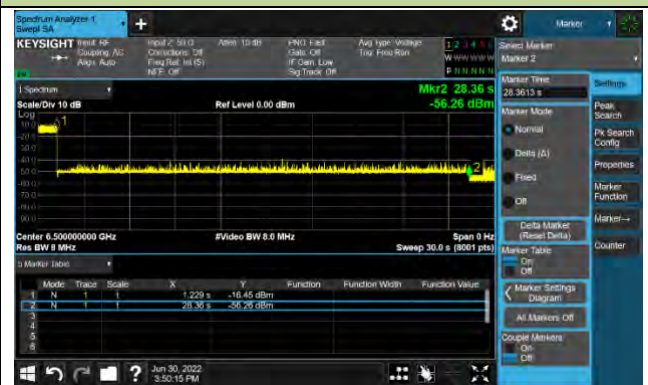 Spectrum Analyzer 1
Swept SA
Marker
KEYSIGHT Input: RF
Coupling: AC
Align: Auto
Input Z: 50 Ω
Corrections: Off
Freq Ref: Int (S)
NFE: Off
Atten: 10 dB
PNO: Fast
Gate: Off
IF Gain: Low
Sig Track: Off
Avg Type: Voltage
Trig: Free Run
1 2 3 4 5 6
W W W W W W
P N N N N N
Select Marker
Marker 2
1 Spectrum
Mkr2 28.36 s
Scale/Div 10 dB
Ref Level 0.00 dBm
-56.26 dBm
Log
1
2
Center 6.500000000 GHz
#Video BW 8.0 MHz
Span 0 Hz
Res BW 8 MHz
Sweep 30.0 s (8001 pts)
5 Marker Table
Mode Trace Scale X Y Function Function Width Function Value
1 N 1 t 1.229 s -16.45 dBm
2 N 1 t 28.36 s -56.26 dBm
3
4
5
6
Marker Time
28.3613 s
Marker Mode
Normal
Delta (Δ)
Fixed
Off
Delta Marker
(Reset Delta)
Marker Table
On
Off
Marker Settings
Diagram
All Markers Off
Couple Markers
On
Off
Settings
Peak
Search
Pk Search
Config
Properties
Marker
Function
Marker→
Counter
Jun 30, 2022
3:50:15 PM